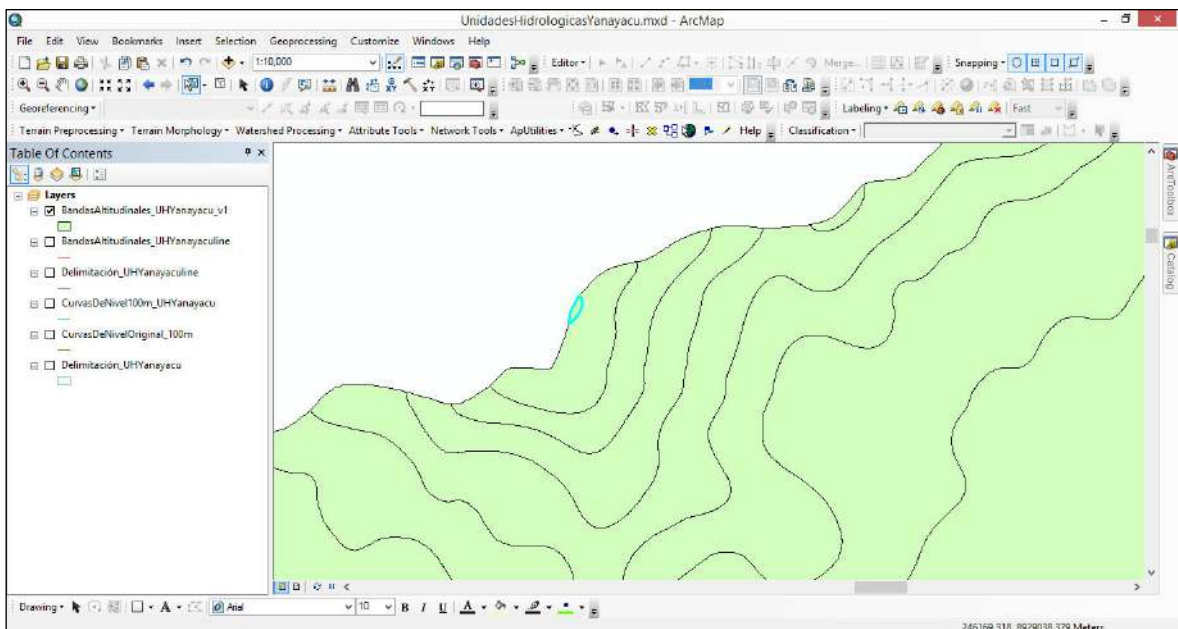 UnidadesHidrologicasYanayacu.mxd - ArcMap
File Edit View Bookmarks Insert Selection Geoprocessing Customize Windows Help
1:10,000 Editor Merge... Snapping
Georeferencing Labeling Fast
Terrain Preprocessing Terrain Morphology Watershed Processing Attribute Tools Network Tools ApUtilities Help Classification
Table Of Contents
Layers
BandasAltitudinales_UHYanayacu_v1
BandasAltitudinales_UHYanayaculine
Delimitación_UHYanayaculine
CurvasDeNivel100m_UHYanayacu
CurvasDeNivelOriginal_100m
Delimitación_UHYanayacu
ArcToolbox
Catalog
Drawing A Arial 10 B I U A
246169.318 8929038.379 Meters